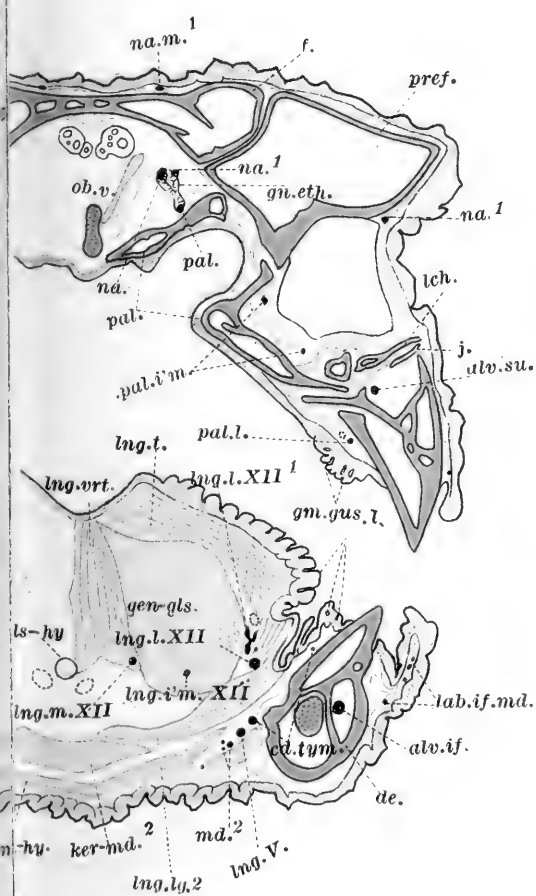 na.m.¹
f.
pref.
na.¹
ob.v.
gn.eth.
na.¹
pal.
na.
lch.
pal.
j.
.pal.i'm.
alv.su.
lng.t.
pal.l.
lng.l.XII¹
lng.vrt.
gm.gus.l.
gen-gls.
ls-hy
lng.l.XII
lng.m.XII
lng.i'm. XII
lab.if.md.
cd.tym.
alv.if.
de.
n-hy.
ker-md.²
md.²
lng.V.
lng.lg.2